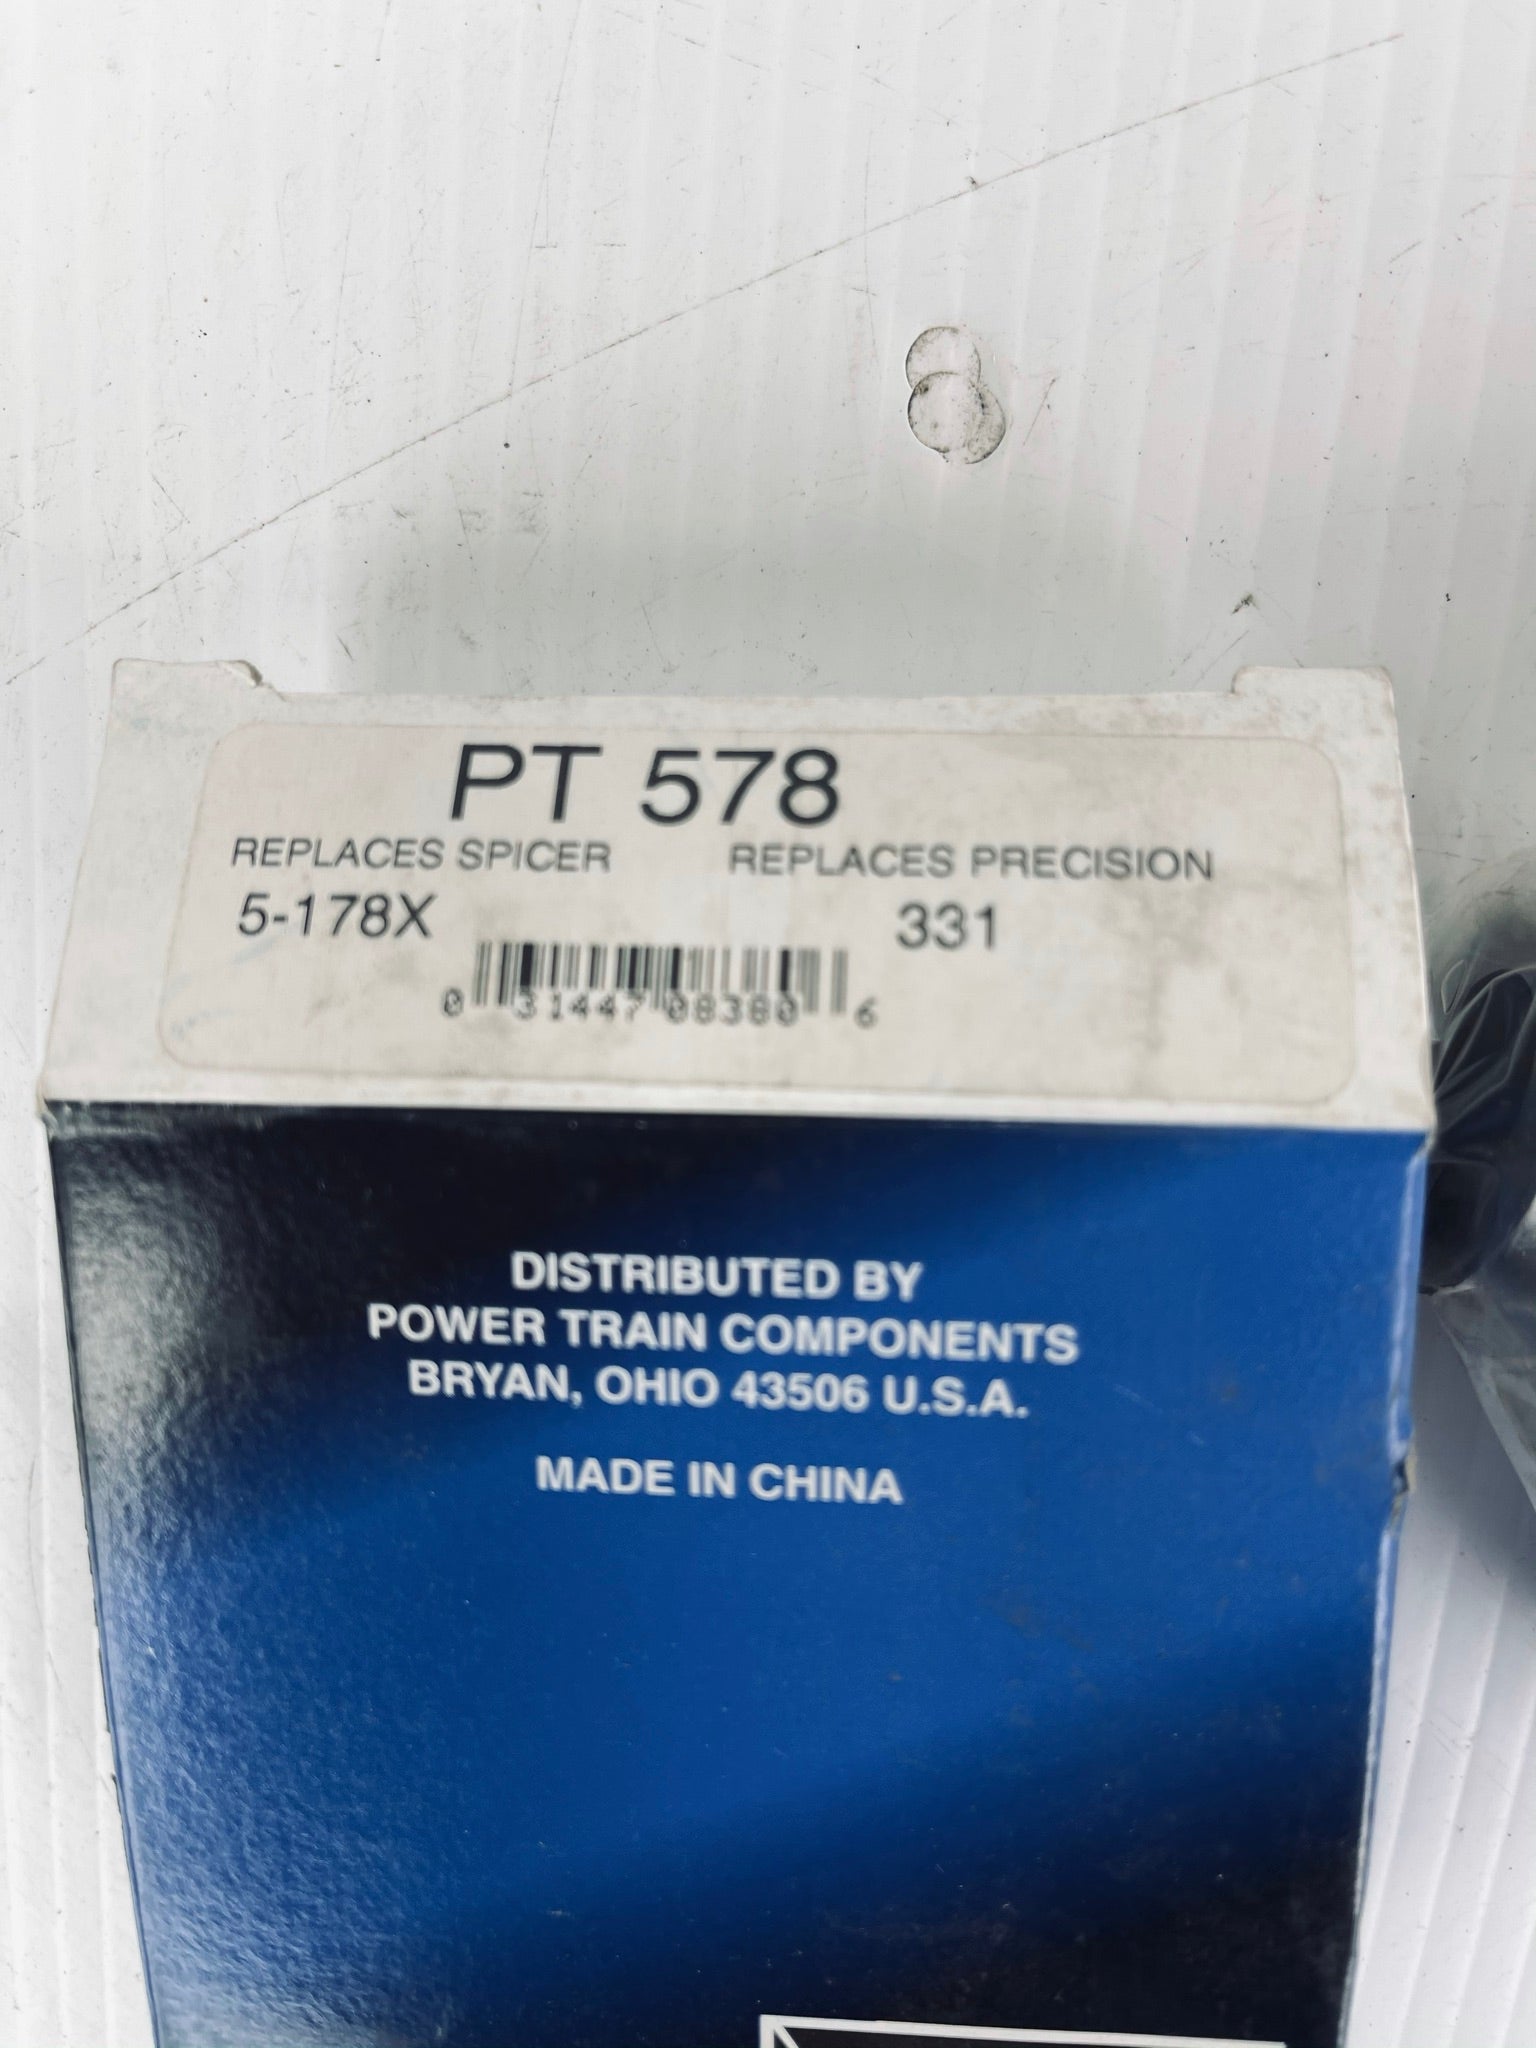 PT 578
REPLACES SPICER REPLACES PRECISION
5-178X 331
0 31447 08380 6
DISTRIBUTED BY
POWER TRAIN COMPONENTS
BRYAN, OHIO 43506 U.S.A.
MADE IN CHINA